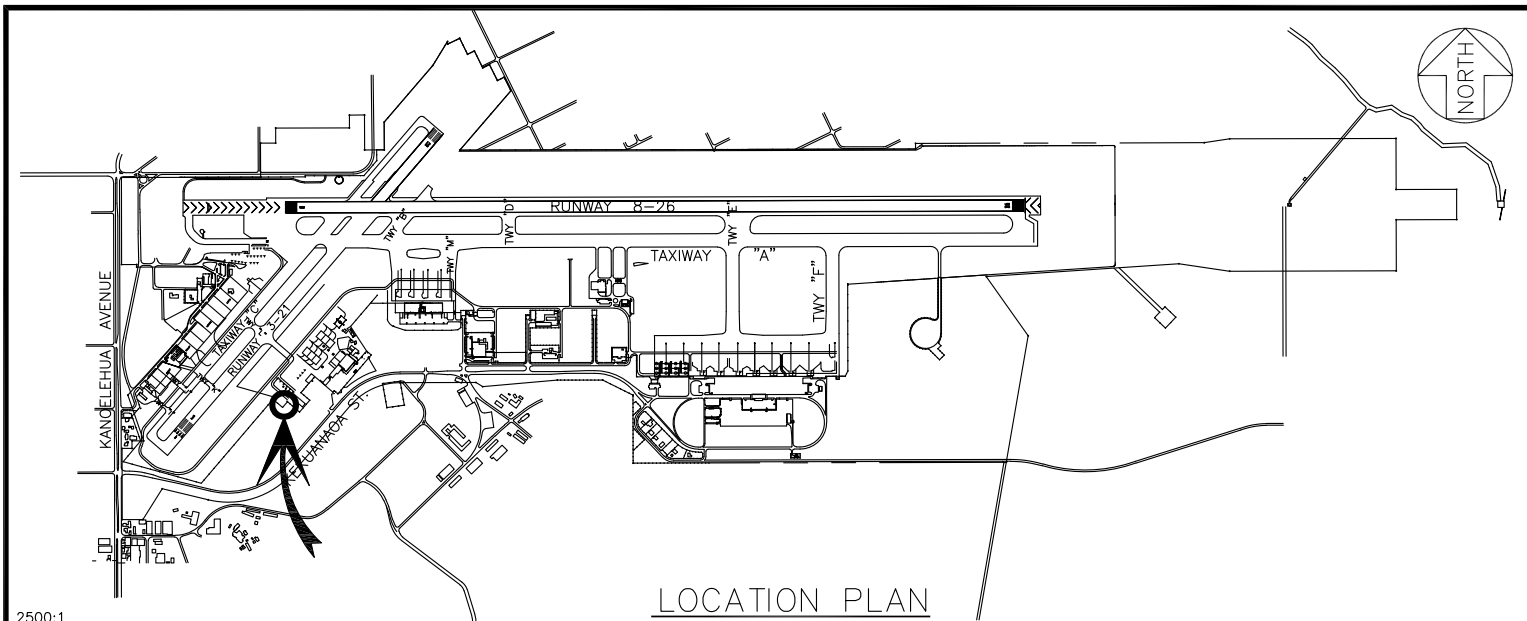 NORTH
RUNWAY 8-26
TWY "B"
TWY "D"
TWY "E"
TWY "M"
TAXIWAY "A"
TWY "F"
KANOELEHUA AVENUE
TAXIWAY "C"
RUNWAY 3-21
KEKUANAOA ST.
LOCATION PLAN
2500:1